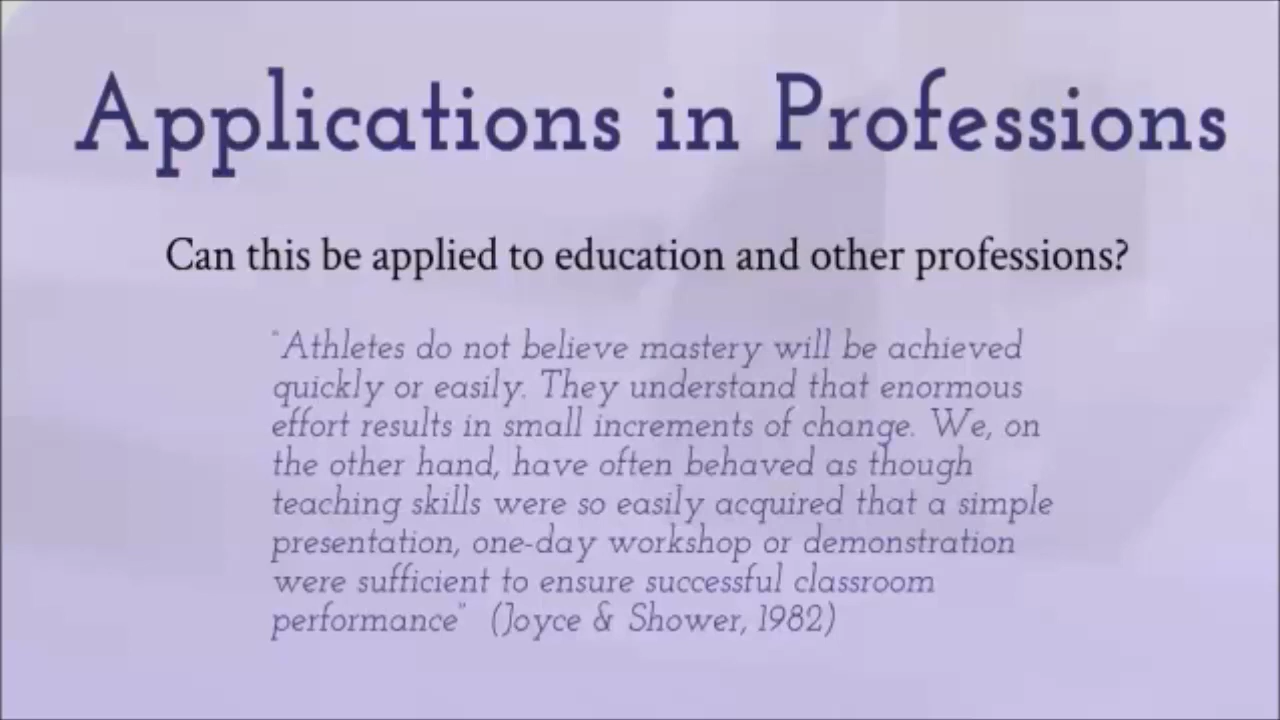 Applications in Professions
Can this be applied to education and other professions?
"Athletes do not believe mastery will be achieved
quickly or easily. They understand that enormous
effort results in small increments of change. We, on
the other hand, have often behaved as though
teaching skills were so easily acquired that a simple
presentation, one-day workshop or demonstration
were sufficient to ensure successful classroom
performance" (Joyce & Shower, 1982)